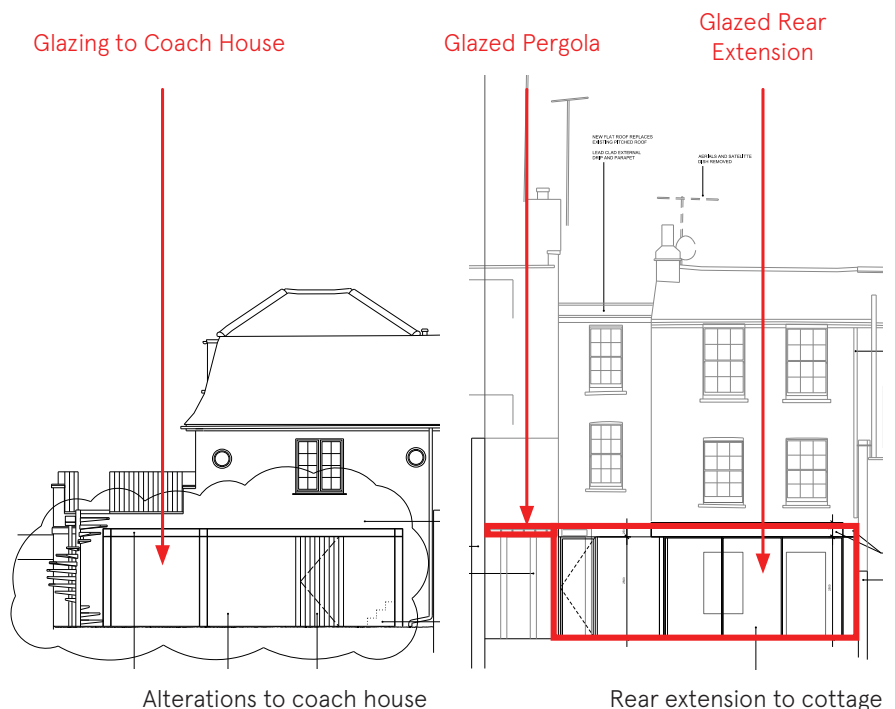 Glazing to Coach House
Glazed Pergola
Glazed Rear
Extension
NEW FLAT ROOF REPLACES
EXISTING PITCHED ROOF
LEAD CLAD EXTERNAL
DRIP AND PARAPET
AERIALS AND SATELITTE
DISH REMOVED
Alterations to coach house
Rear extension to cottage